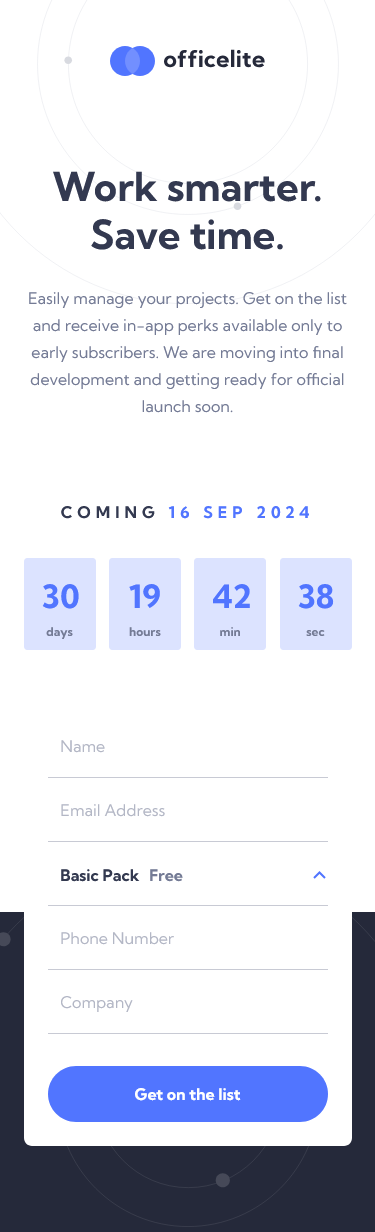 officelite
Work smarter.
Save time.
Easily manage your projects. Get on the list
and receive in-app perks available only to
early subscribers. We are moving into final
development and getting ready for official
launch soon.
COMING 16 SEP 2024
30 19 42 38
days hours min sec
Name
Email Address
Basic Pack Free
Phone Number
Company
Get on the list